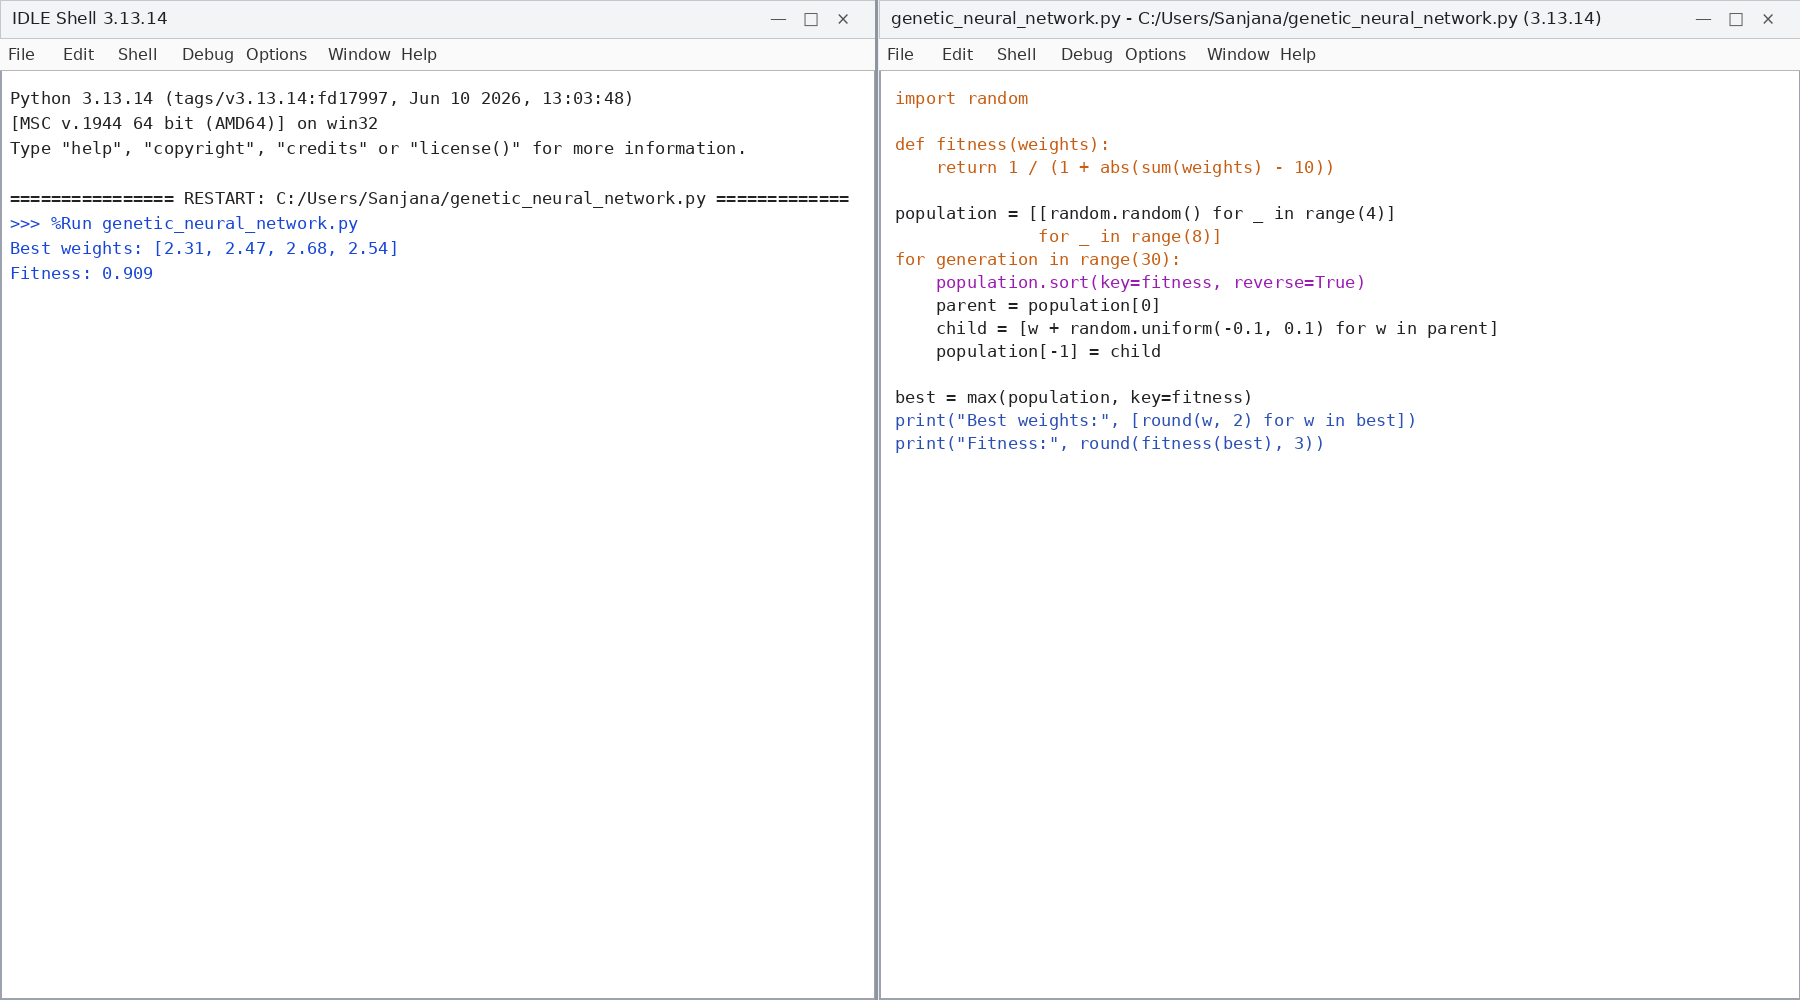 IDLE Shell 3.13.14
File Edit Shell Debug Options Window Help
Python 3.13.14 (tags/v3.13.14:fd17997, Jun 10 2026, 13:03:48)
[MSC v.1944 64 bit (AMD64)] on win32
Type "help", "copyright", "credits" or "license()" for more information.
================ RESTART: C:/Users/Sanjana/genetic_neural_network.py =============
>>> %Run genetic_neural_network.py
Best weights: [2.31, 2.47, 2.68, 2.54]
Fitness: 0.909
genetic_neural_network.py - C:/Users/Sanjana/genetic_neural_network.py (3.13.14)
File Edit Shell Debug Options Window Help
import random
def fitness(weights):
    return 1 / (1 + abs(sum(weights) - 10))
population = [[random.random() for _ in range(4)]
              for _ in range(8)]
for generation in range(30):
    population.sort(key=fitness, reverse=True)
    parent = population[0]
    child = [w + random.uniform(-0.1, 0.1) for w in parent]
    population[-1] = child
best = max(population, key=fitness)
print("Best weights:", [round(w, 2) for w in best])
print("Fitness:", round(fitness(best), 3))